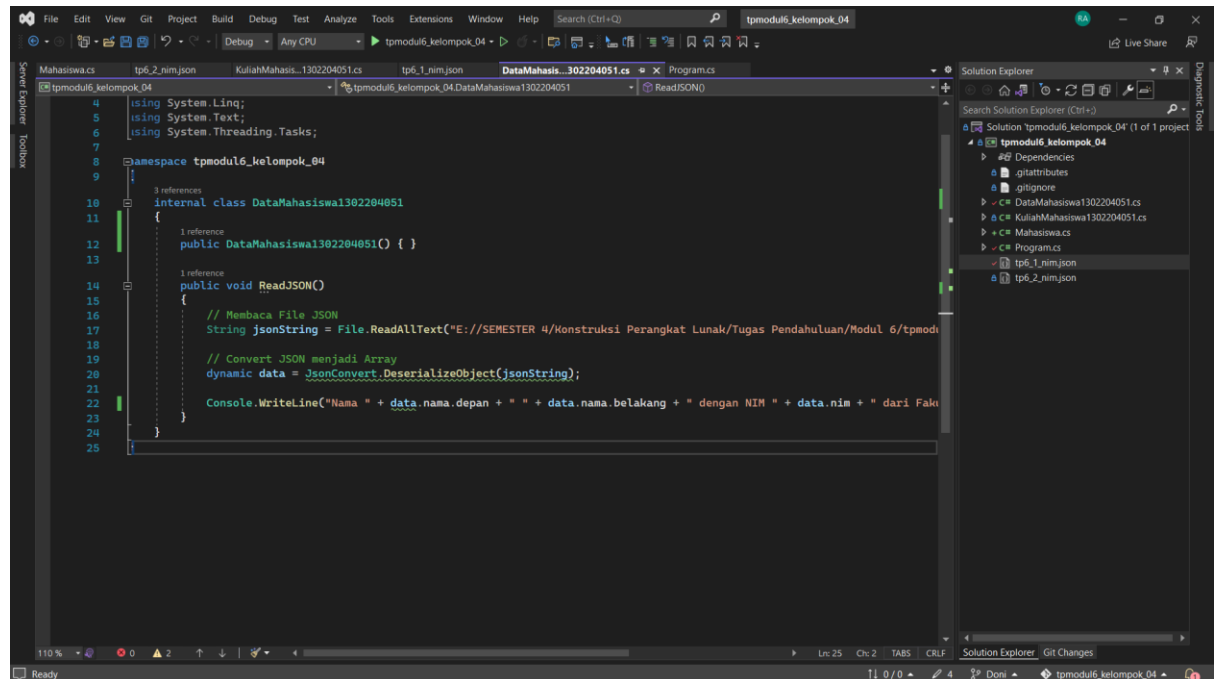 File Edit View Git Project Build Debug Test Analyze Tools Extensions Window Help Search (Ctrl+Q) tpmodul6_kelompok_04 RA
Debug Any CPU tpmodul6_kelompok_04 Live Share
Mahasiswa.cs tp6_2_nim.json KuliahMahasis...1302204051.cs tp6_1_nim.json DataMahasis...302204051.cs Program.cs
tpmodul6_kelompok_04 tpmodul6_kelompok_04.DataMahasiswa1302204051 ReadJSON()
Server Explorer
Toolbox
4 using System.Linq;
5 using System.Text;
6 using System.Threading.Tasks;
7
8 namespace tpmodul6_kelompok_04
9 {
3 references
10 internal class DataMahasiswa1302204051
11 {
1 reference
12 public DataMahasiswa1302204051() { }
13
1 reference
14 public void ReadJSON()
15 {
16 // Membaca File JSON
17 String jsonString = File.ReadAllText("E://SEMESTER 4/Konstruksi Perangkat Lunak/Tugas Pendahuluan/Modul 6/tpmodu
18
19 // Convert JSON menjadi Array
20 dynamic data = JsonConvert.DeserializeObject(jsonString);
21
22 Console.WriteLine("Nama " + data.nama.depan + " " + data.nama.belakang + " dengan NIM " + data.nim + " dari Faku
23 }
24 }
25 }
Solution Explorer
Search Solution Explorer (Ctrl+;)
Solution 'tpmodul6_kelompok_04' (1 of 1 project
tpmodul6_kelompok_04
Dependencies
.gitattributes
.gitignore
C# DataMahasiswa1302204051.cs
C# KuliahMahasiswa1302204051.cs
C# Mahasiswa.cs
C# Program.cs
tp6_1_nim.json
tp6_2_nim.json
Diagnostic Tools
110 % 0 2 Ln: 25 Ch: 2 TABS CRLF
Solution Explorer Git Changes
Ready 0 / 0 4 Doni tpmodul6_kelompok_04 1